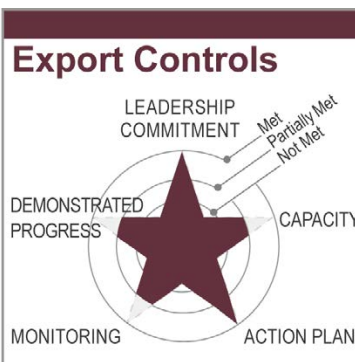 Export Controls
LEADERSHIP
COMMITMENT
Met
Partially Met
Not Met
DEMONSTRATED
PROGRESS
CAPACITY
MONITORING
ACTION PLAN